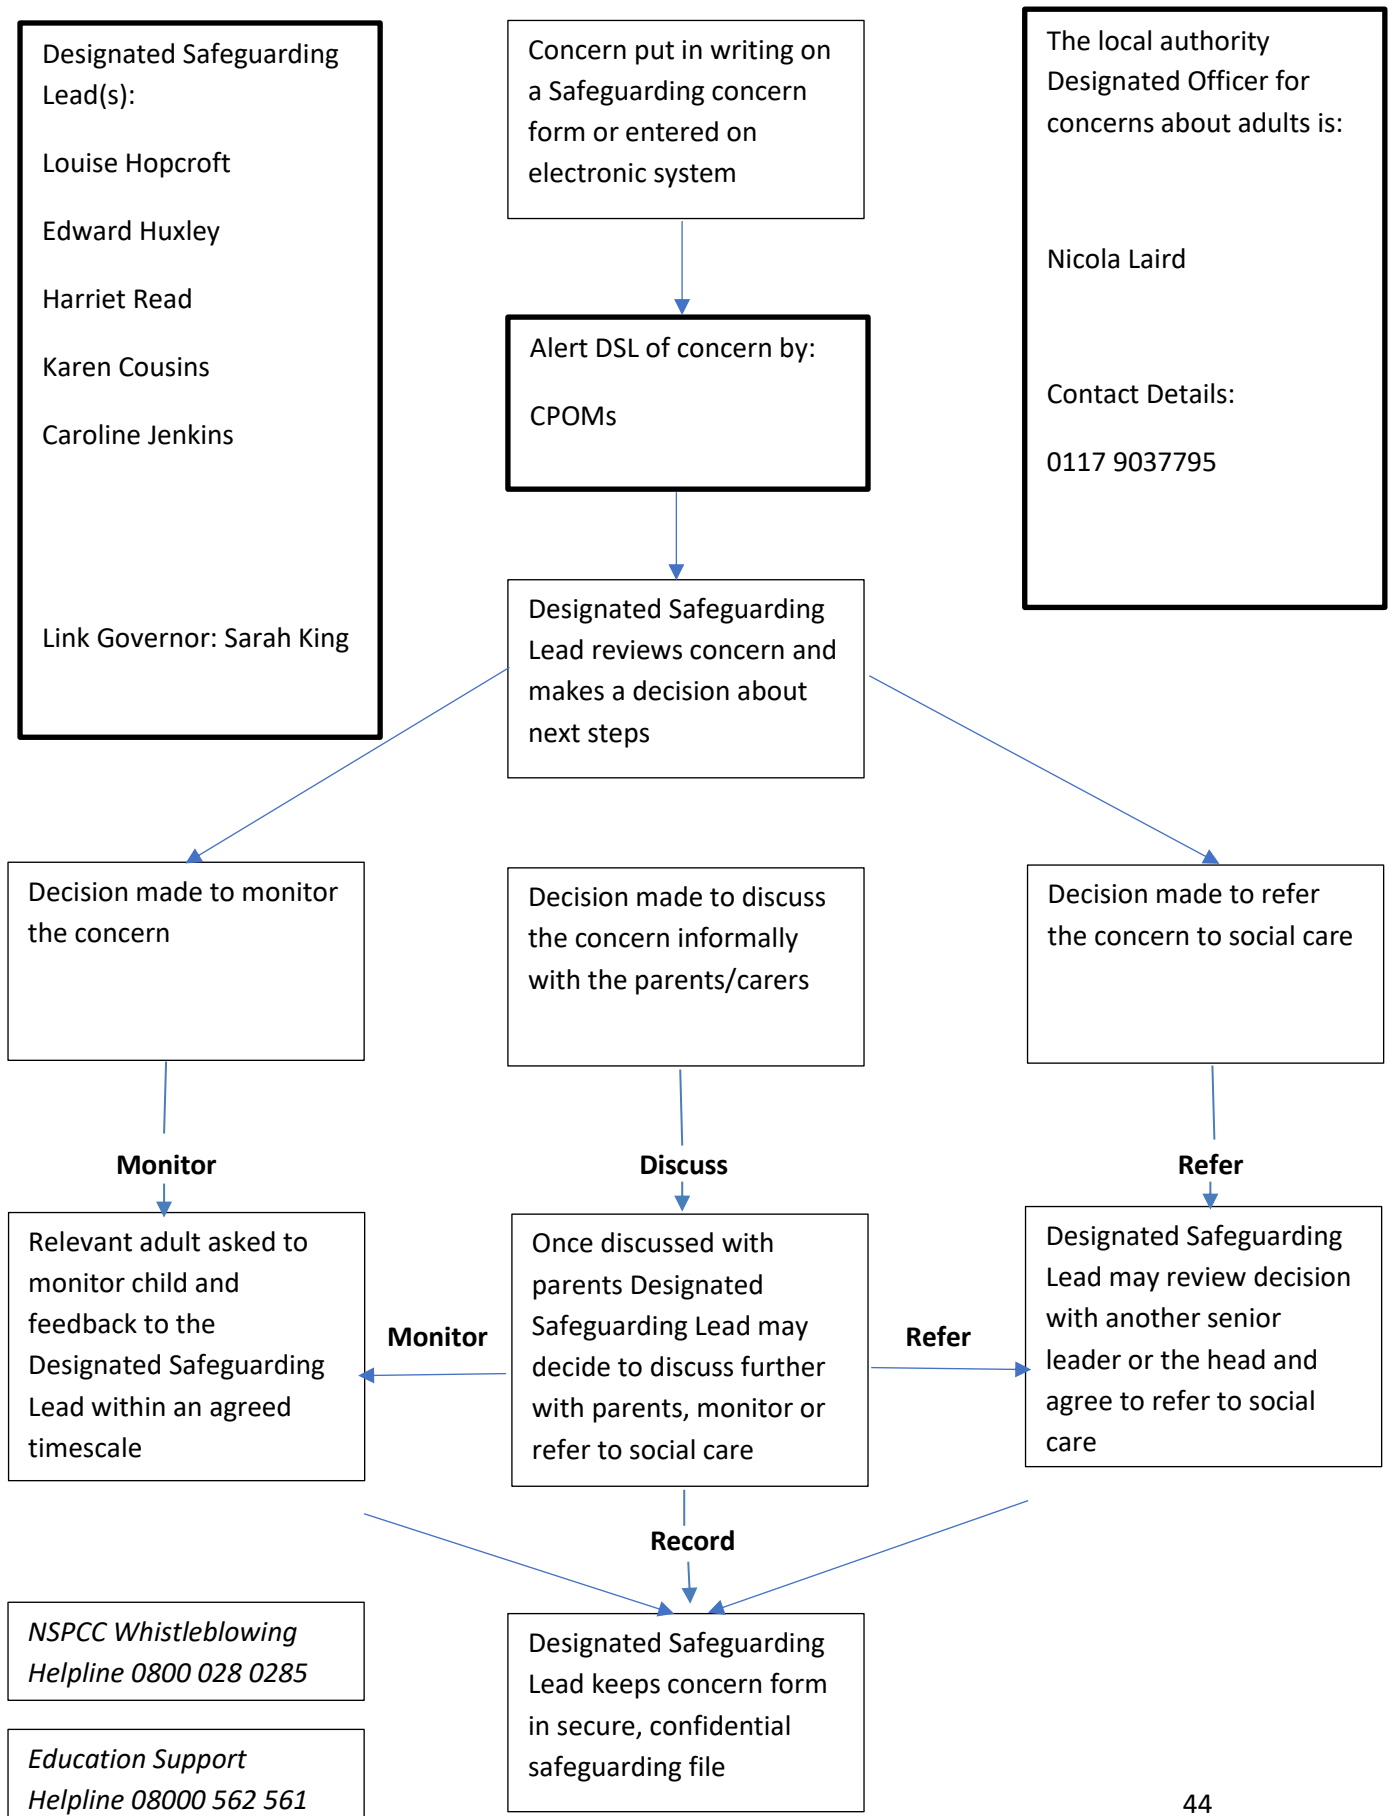 Designated Safeguarding
Lead(s):
Louise Hopcroft
Edward Huxley
Harriet Read
Karen Cousins
Caroline Jenkins
Link Governor: Sarah King
Concern put in writing on
a Safeguarding concern
form or entered on
electronic system
The local authority
Designated Officer for
concerns about adults is:
Nicola Laird
Contact Details:
0117 9037795
Alert DSL of concern by:
CPOMs
Designated Safeguarding
Lead reviews concern and
makes a decision about
next steps
Decision made to monitor
the concern
Decision made to discuss
the concern informally
with the parents/carers
Decision made to refer
the concern to social care
Monitor
Discuss
Refer
Relevant adult asked to
monitor child and
feedback to the
Designated Safeguarding
Lead within an agreed
timescale
Monitor
Once discussed with
parents Designated
Safeguarding Lead may
decide to discuss further
with parents, monitor or
refer to social care
Refer
Designated Safeguarding
Lead may review decision
with another senior
leader or the head and
agree to refer to social
care
Record
NSPCC Whistleblowing
Helpline 0800 028 0285
Designated Safeguarding
Lead keeps concern form
in secure, confidential
safeguarding file
Education Support
Helpline 08000 562 561
44